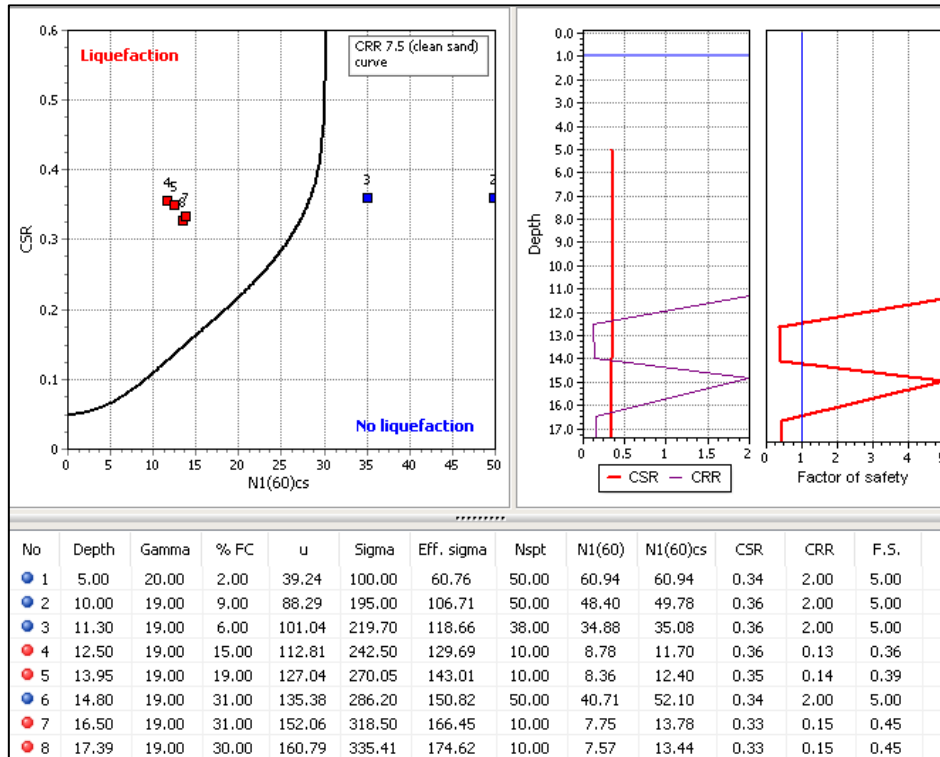 0.6
0.5
0.4
0.3
0.2
0.1
0
CSR
Liquefaction
CRR 7.5 (clean sand)
curve
4
5
7
8
3
2
No liquefaction
0 5 10 15 20 25 30 35 40 45 50
N1(60)cs
0.0
1.0
2.0
3.0
4.0
5.0
6.0
7.0
8.0
9.0
10.0
11.0
12.0
13.0
14.0
15.0
16.0
17.0
Depth
0 0.5 1 1.5 2
CSR CRR
0 1 2 3 4 5
Factor of safety
No Depth Gamma % FC u Sigma Eff. sigma Nspt N1(60) N1(60)cs CSR CRR F.S.
1 5.00 20.00 2.00 39.24 100.00 60.76 50.00 60.94 60.94 0.34 2.00 5.00
2 10.00 19.00 9.00 88.29 195.00 106.71 50.00 48.40 49.78 0.36 2.00 5.00
3 11.30 19.00 6.00 101.04 219.70 118.66 38.00 34.88 35.08 0.36 2.00 5.00
4 12.50 19.00 15.00 112.81 242.50 129.69 10.00 8.78 11.70 0.36 0.13 0.36
5 13.95 19.00 19.00 127.04 270.05 143.01 10.00 8.36 12.40 0.35 0.14 0.39
6 14.80 19.00 31.00 135.38 286.20 150.82 50.00 40.71 52.10 0.34 2.00 5.00
7 16.50 19.00 31.00 152.06 318.50 166.45 10.00 7.75 13.78 0.33 0.15 0.45
8 17.39 19.00 30.00 160.79 335.41 174.62 10.00 7.57 13.44 0.33 0.15 0.45